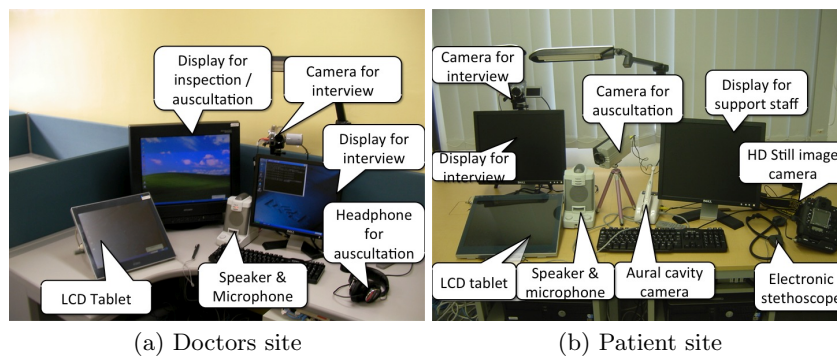 Display for
inspection /
auscultation
Camera for
interview
Display for
interview
Headphone
for
auscultation
LCD Tablet
Speaker &
Microphone
Camera for
interview
Camera for
auscultation
Display for
support staff
Display for
interview
HD Still image
camera
LCD tablet
Speaker &
microphone
Aural cavity
camera
Electronic
stethoscope
(a) Doctors site
(b) Patient site